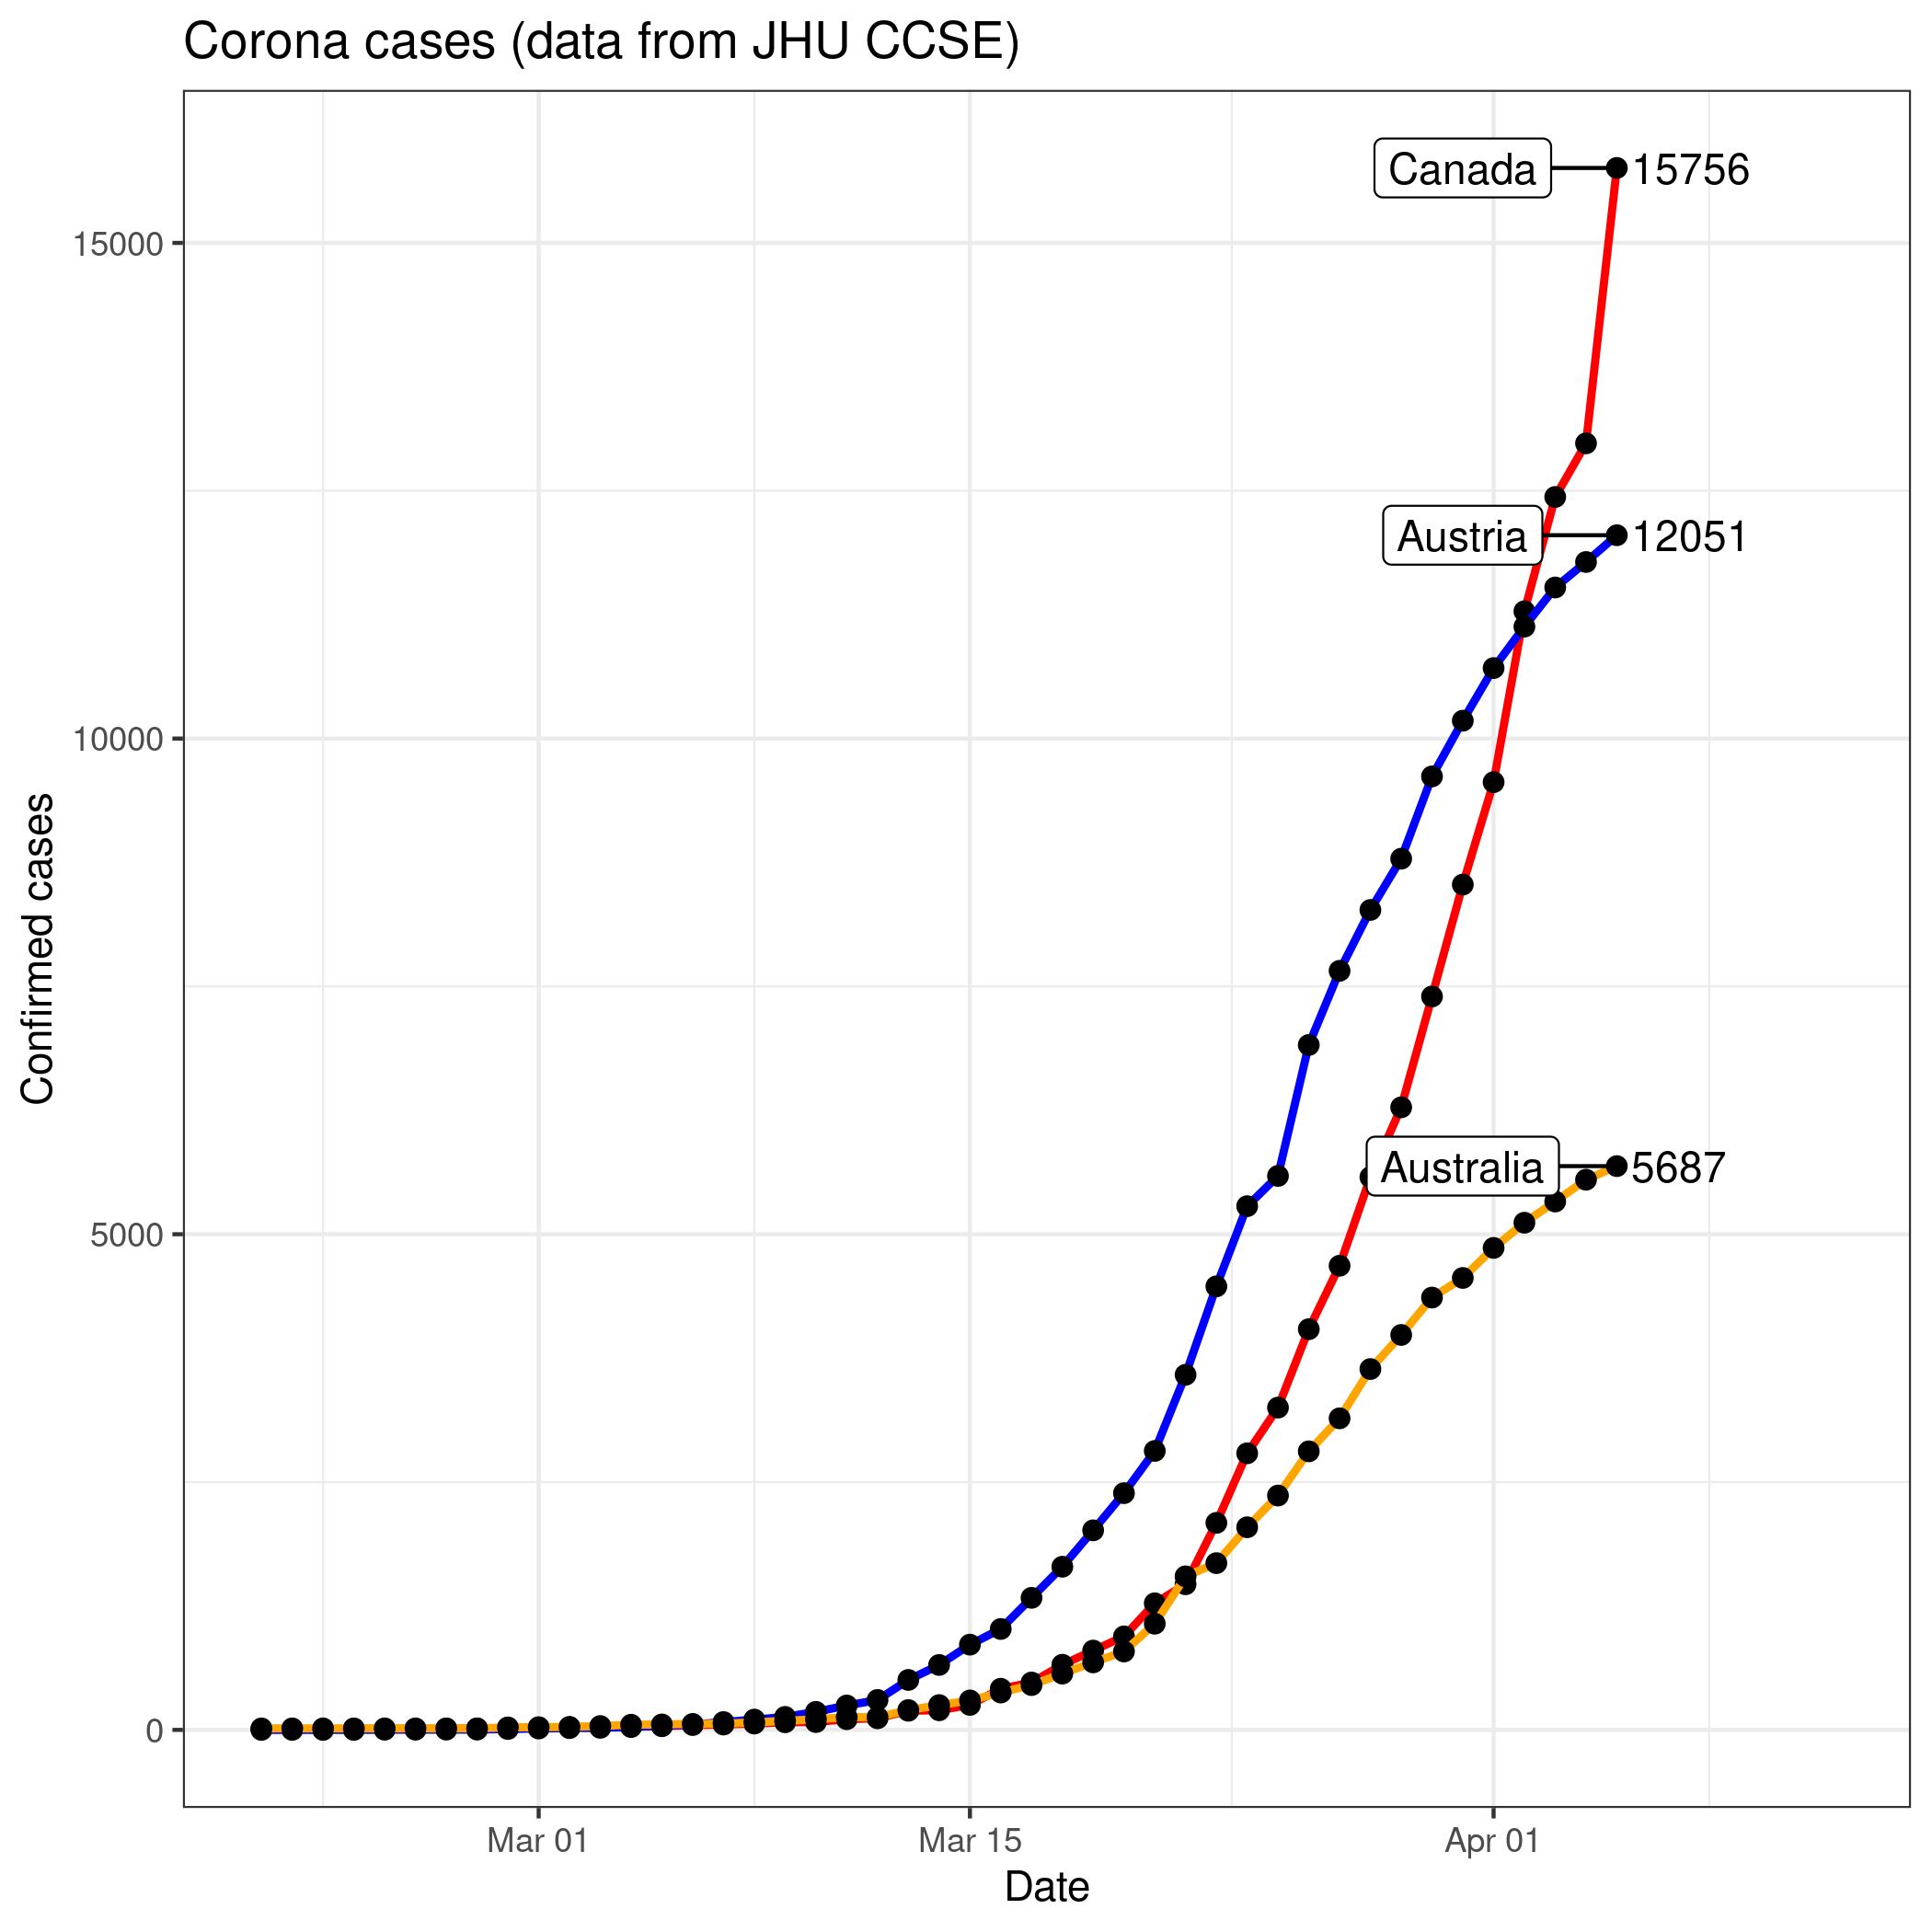 Corona cases (data from JHU CCSE)
Canada 15756
15000
Austria 12051
10000
Confirmed cases
Australia 5687
5000
0
Mar 01 Mar 15 Apr 01
Date